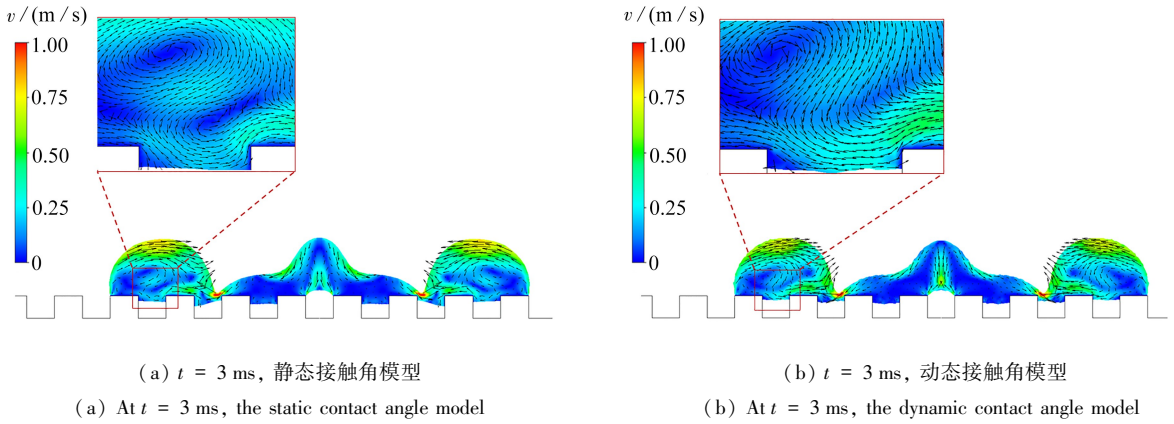 v/(m/s)
1.00
0.75
0.50
0.25
0
v/(m/s)
1.00
0.75
0.50
0.25
0
(a) t = 3 ms, 静态接触角模型
(a) At t = 3 ms, the static contact angle model
(b) t = 3 ms, 动态接触角模型
(b) At t = 3 ms, the dynamic contact angle model